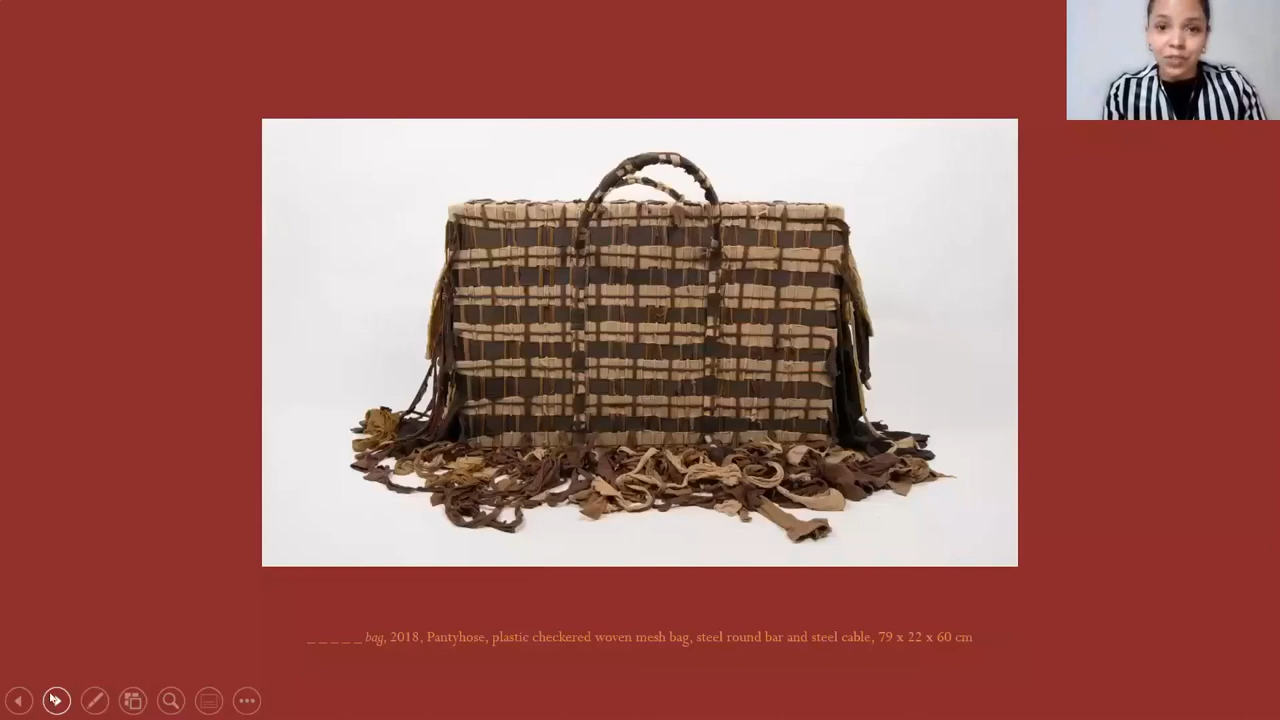 _ _ _ _ _ bag, 2018, Pantyhose, plastic checkered woven mesh bag, steel round bar and steel cable, 79 x 22 x 60 cm